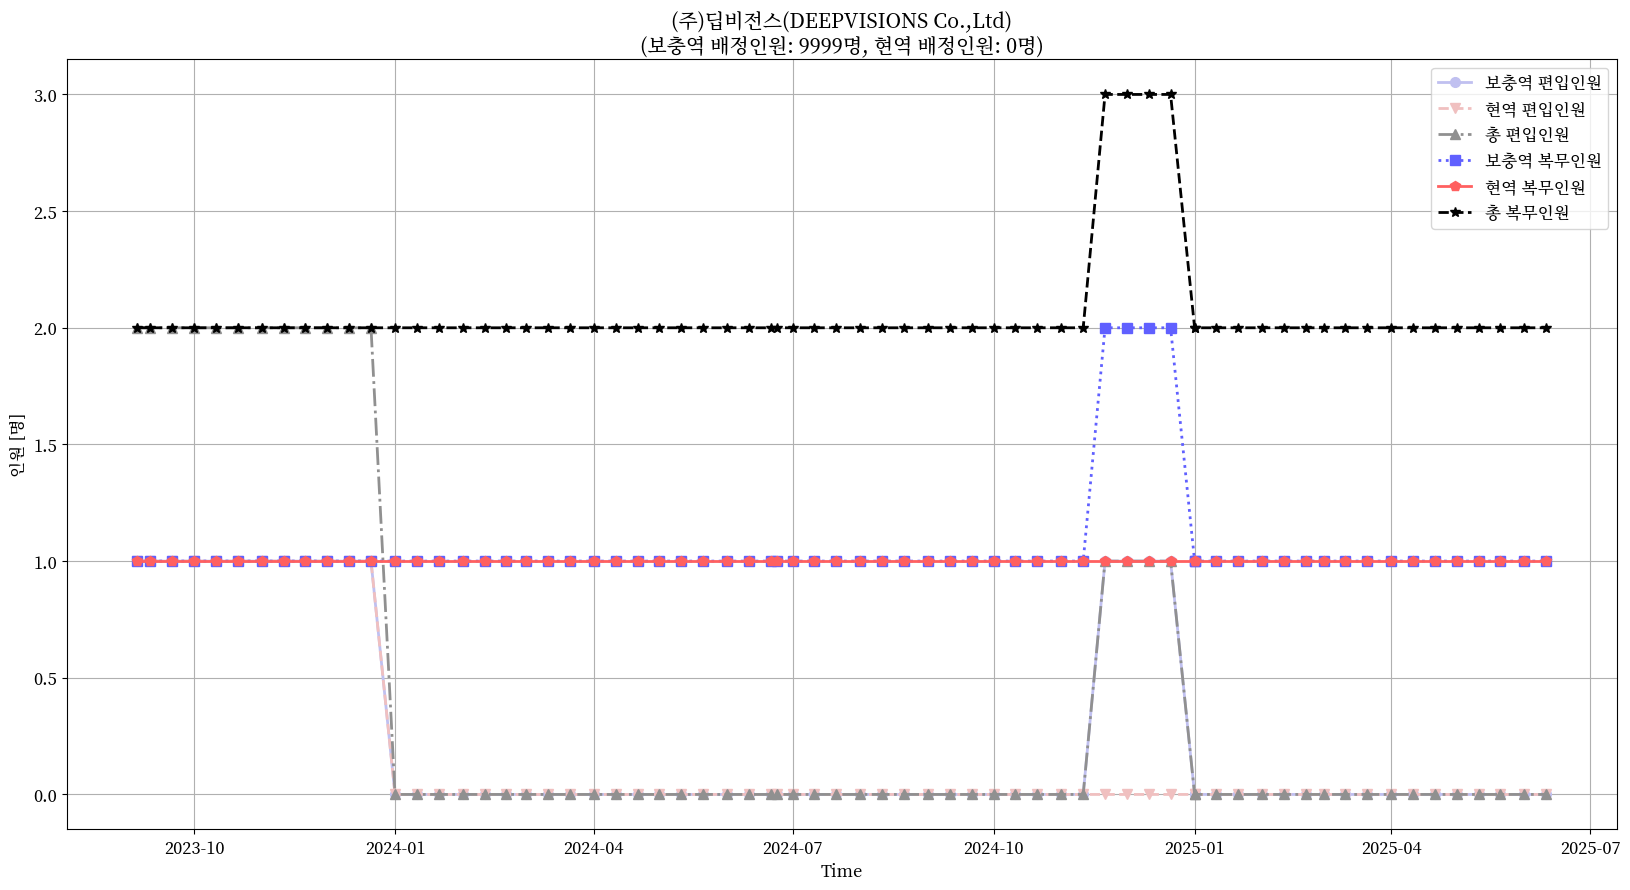 (주)딥비전스(DEEPVISIONS Co.,Ltd)
(보충역 배정인원: 9999명, 현역 배정인원: 0명)
보충역 편입인원
현역 편입인원
총 편입인원
보충역 복무인원
현역 복무인원
총 복무인원
인원 [명]
3.0
2.5
2.0
1.5
1.0
0.5
0.0
2023-10
2024-01
2024-04
2024-07
2024-10
2025-01
2025-04
2025-07
Time